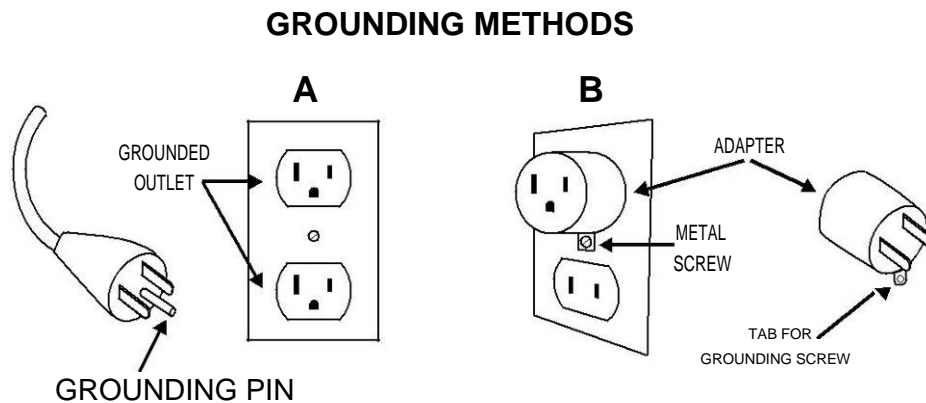 GROUNDING METHODS
A
B
GROUNDED
OUTLET
ADAPTER
METAL
SCREW
TAB FOR
GROUNDING SCREW
GROUNDING PIN